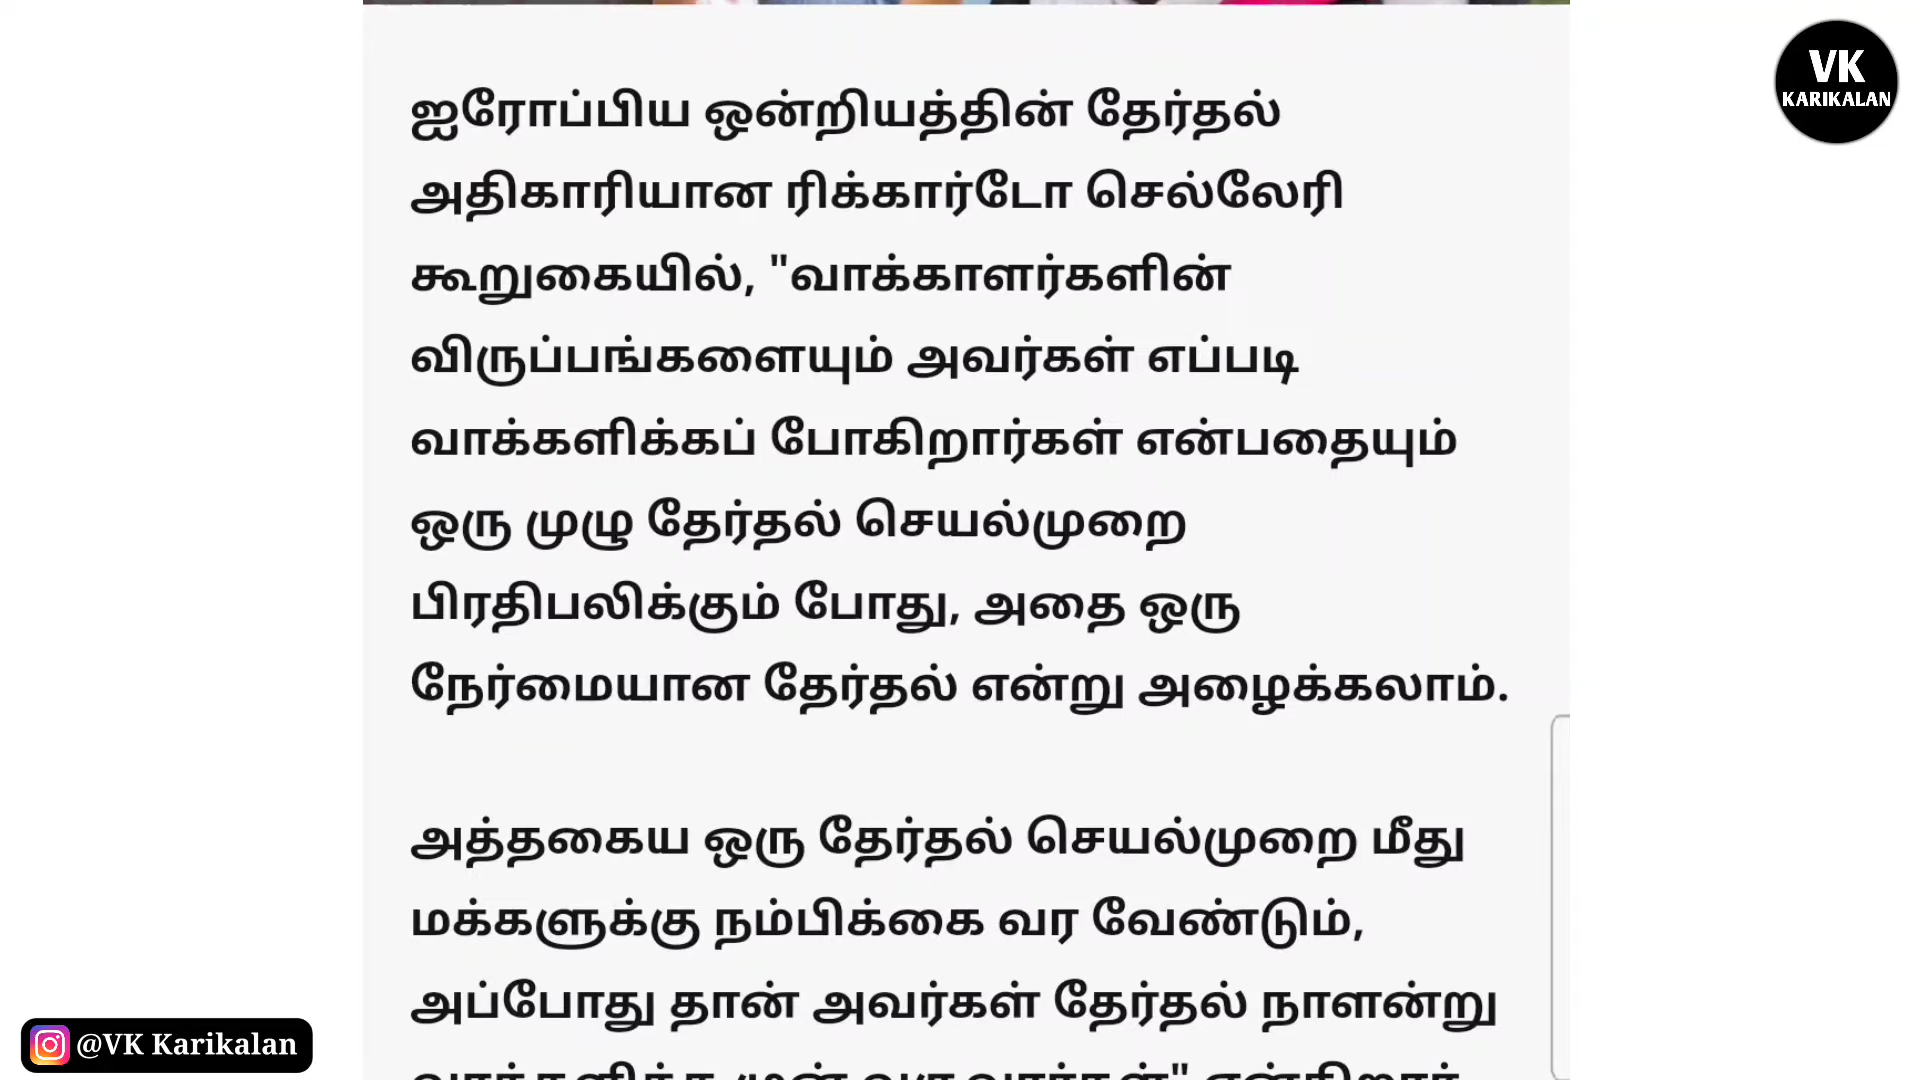 ஐரோப்பிய ஒன்றியத்தின் தேர்தல்
அதிகாரியான ரிக்கார்டோ செல்லேரி
கூறுகையில், "வாக்காளர்களின்
விருப்பங்களையும் அவர்கள் எப்படி
வாக்களிக்கப் போகிறார்கள் என்பதையும்
ஒரு முழு தேர்தல் செயல்முறை
பிரதிபலிக்கும் போது, அதை ஒரு
நேர்மையான தேர்தல் என்று அழைக்கலாம்.
அத்தகைய ஒரு தேர்தல் செயல்முறை மீது
மக்களுக்கு நம்பிக்கை வர வேண்டும்,
அப்போது தான் அவர்கள் தேர்தல் நாளன்று
VK
KARIKALAN
@VK Karikalan